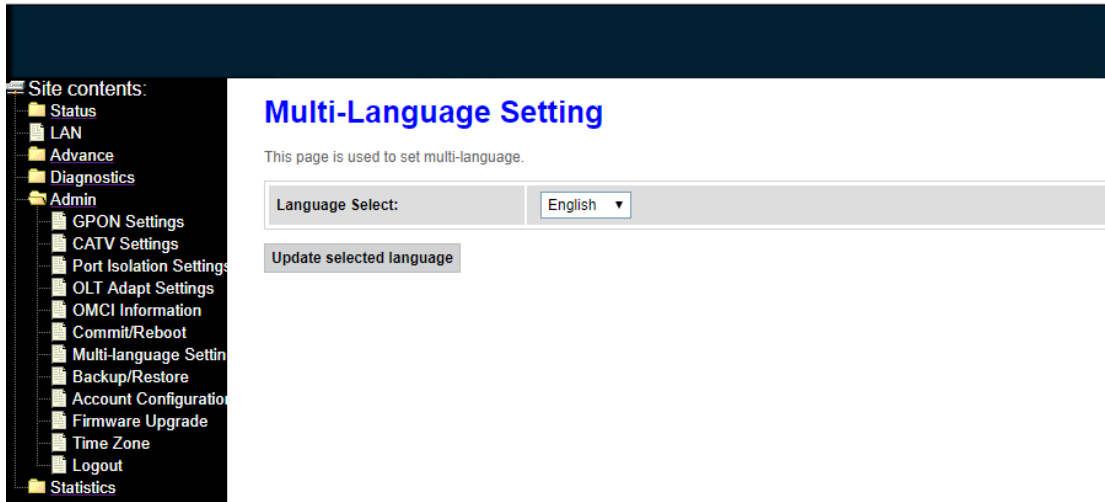 Site contents:
Status
LAN
Advance
Diagnostics
Admin
GPON Settings
CATV Settings
Port Isolation Settings
OLT Adapt Settings
OMCI Information
Commit/Reboot
Multi-language Settin
Backup/Restore
Account Configuration
Firmware Upgrade
Time Zone
Logout
Statistics
Multi-Language Setting
This page is used to set multi-language.
Language Select: English
Update selected language